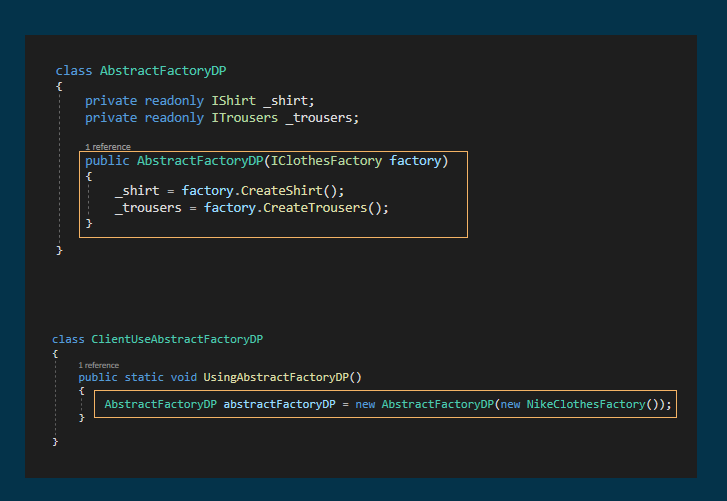 class AbstractFactoryDP
{
private readonly IShirt _shirt;
private readonly ITrousers _trousers;
1 reference
public AbstractFactoryDP(IClothesFactory factory)
{
_shirt = factory.CreateShirt();
_trousers = factory.CreateTrousers();
}
}
class ClientUseAbstractFactoryDP
{
1 reference
public static void UsingAbstractFactoryDP()
{
AbstractFactoryDP abstractFactoryDP = new AbstractFactoryDP(new NikeClothesFactory());
}
}